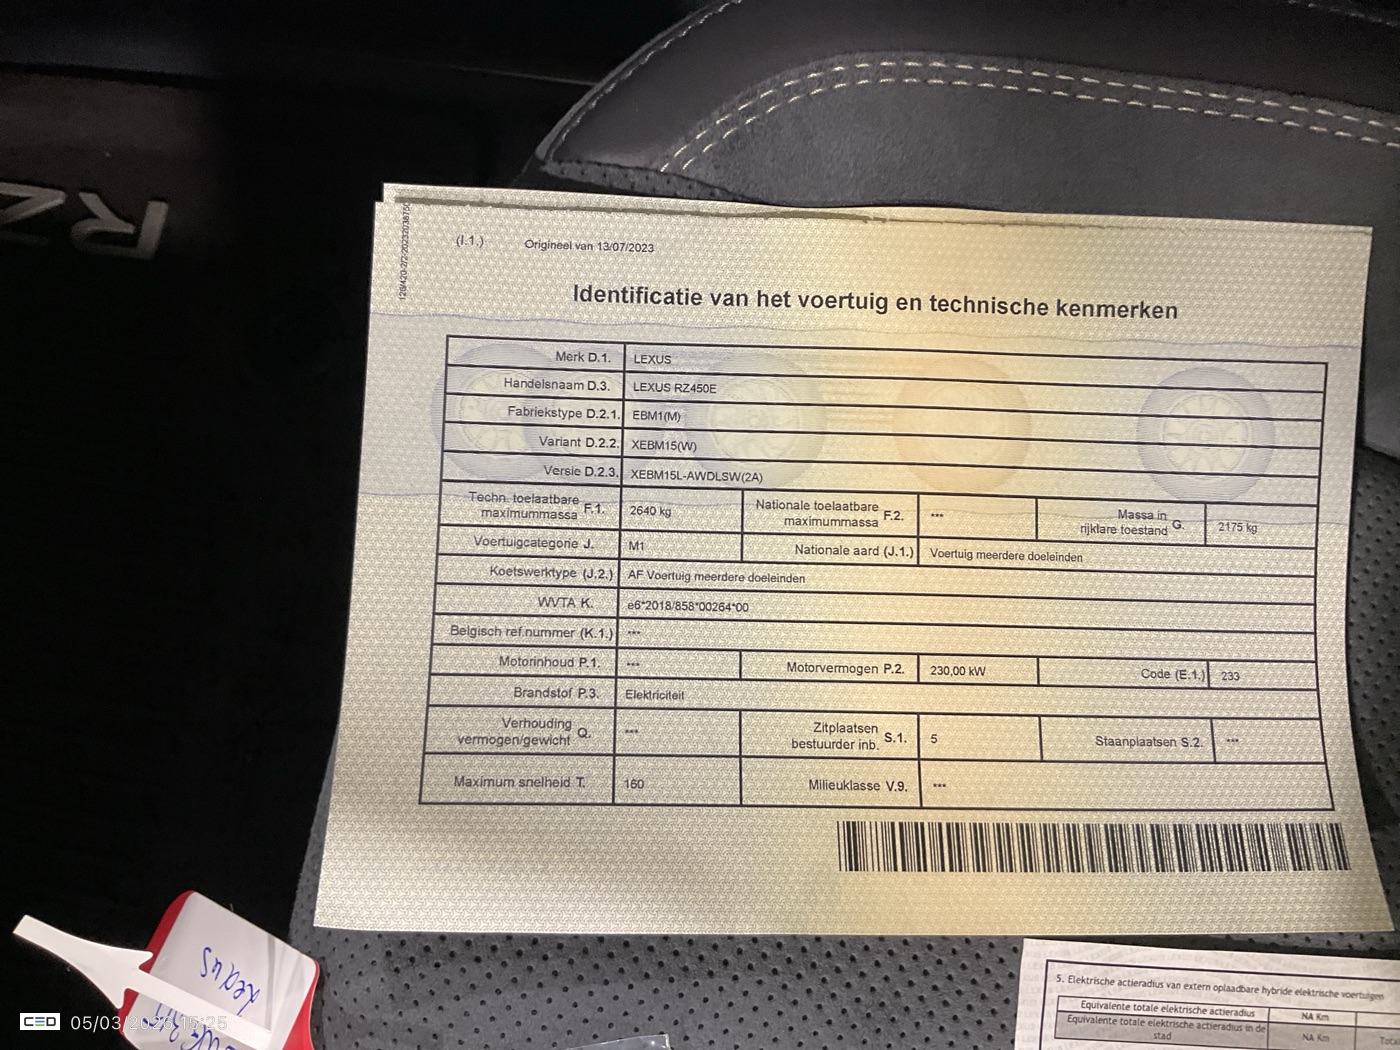 RZ
(I.1.) Origineel van 13/07/2023
Identificatie van het voertuig en technische kenmerken
Merk D.1. LEXUS
Handelsnaam D.3. LEXUS RZ450E
Fabriekstype D.2.1. EBM1(M)
Variant D.2.2. XEBM15(W)
Versie D.2.3. XEBM15L-AWDLSW(2A)
Techn. toelaatbare maximummassa F.1. 2640 kg Nationale toelaatbare maximummassa F.2. *** Massa in rijklare toestand G. 2175 kg
Voertuigcategorie J. M1 Nationale aard (J.1.) Voertuig meerdere doeleinden
Koetswerktype (J.2.) AF Voertuig meerdere doeleinden
WVTA K. e6*2018/858*00264*00
Belgisch ref.nummer (K.1.) ***
Motorinhoud P.1. *** Motorvermogen P.2. 230,00 kW Code (E.1.) 233
Brandstof P.3. Elektriciteit
Verhouding vermogen/gewicht Q. *** Zitplaatsen bestuurder inb. S.1. 5 Staanplaatsen S.2. ***
Maximum snelheid T. 160 Milieuklasse V.9. ***
5. Elektrische actieradius van extern oplaadbare hybride elektrische voertuigen
Equivalente totale elektrische actieradius NA Km
Equivalente totale elektrische actieradius in de stad NA Km
Lexus
CED 05/03/2026 15:25